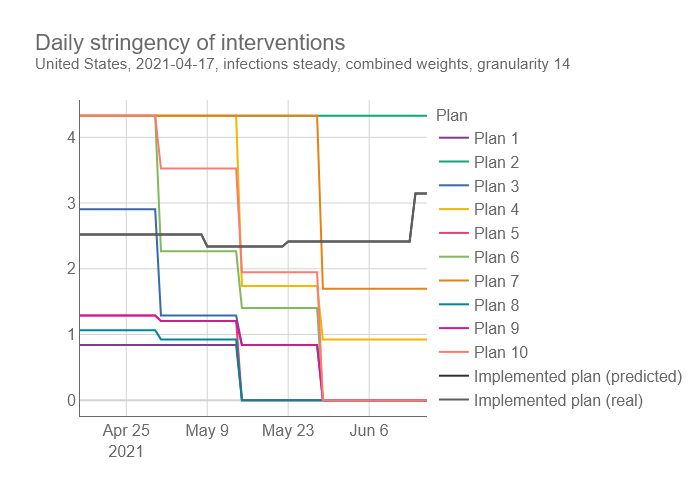 Daily stringency of interventions
United States, 2021-04-17, infections steady, combined weights, granularity 14
Plan
4
3
2
1
0
Apr 25
2021
May 9
May 23
Jun 6
Plan 1
Plan 2
Plan 3
Plan 4
Plan 5
Plan 6
Plan 7
Plan 8
Plan 9
Plan 10
Implemented plan (predicted)
Implemented plan (real)